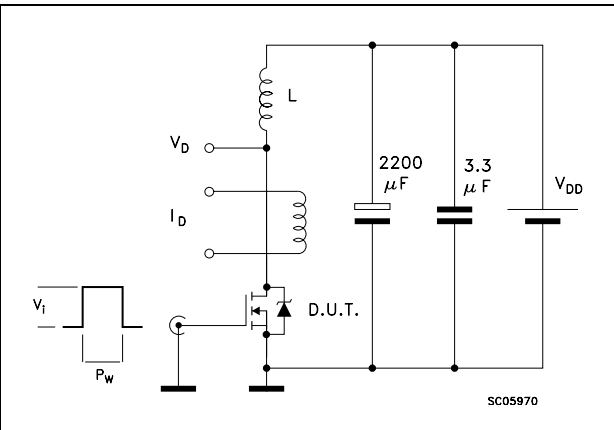 L
V_D
2200
μF
3.3
μF
V_DD
I_D
D.U.T.
V_i
P_W
SC05970